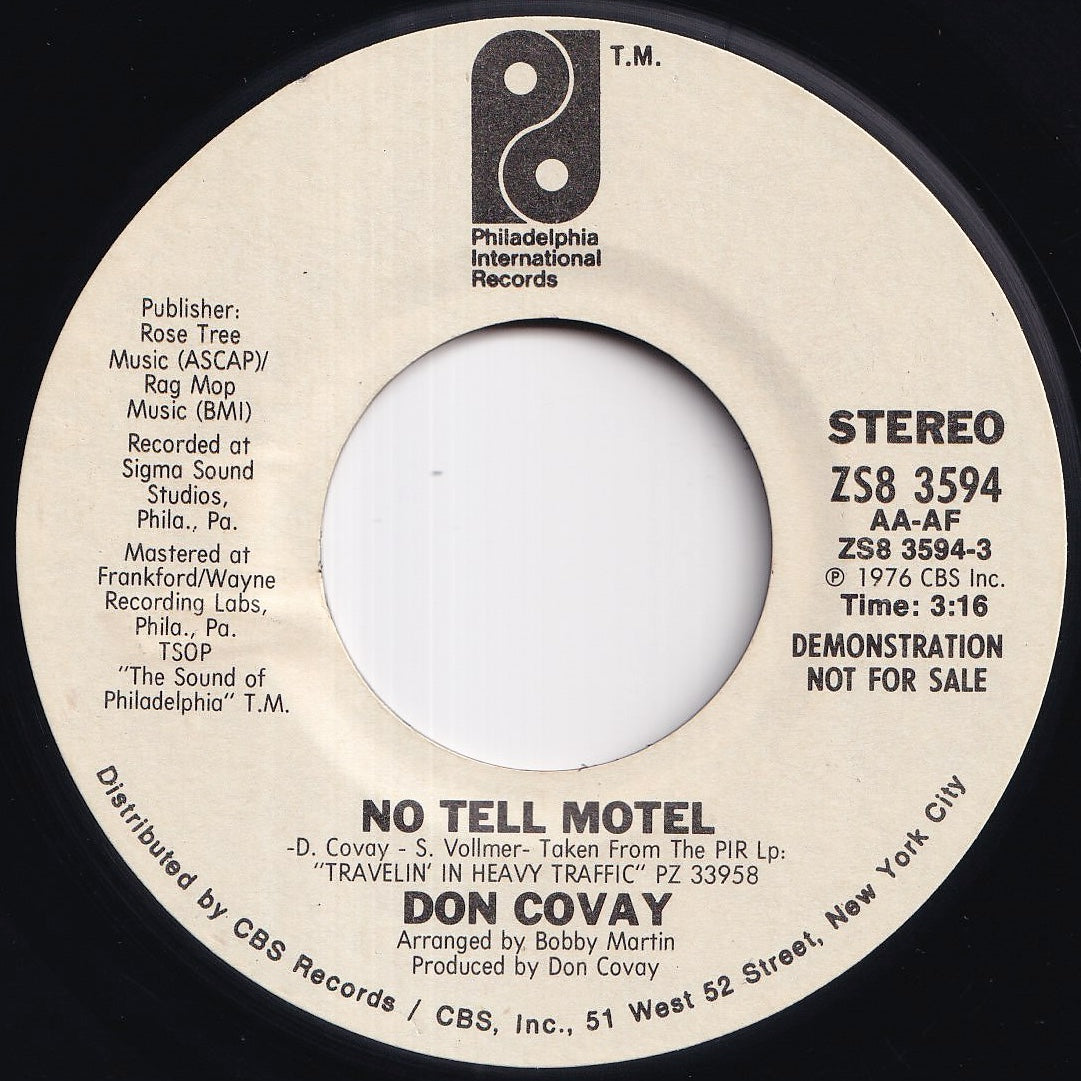 T.M.
Philadelphia
International
Records
Publisher:
Rose Tree
Music (ASCAP)/
Rag Mop
Music (BMI)
Recorded at
Sigma Sound
Studios,
Phila., Pa.
Mastered at
Frankford/Wayne
Recording Labs,
Phila., Pa.
TSOP
"The Sound of
Philadelphia" T.M.
STEREO
ZS8 3594
AA-AF
ZS8 3594-3
℗ 1976 CBS Inc.
Time: 3:16
DEMONSTRATION
NOT FOR SALE
NO TELL MOTEL
-D. Covay - S. Vollmer- Taken From The PIR Lp:
"TRAVELIN' IN HEAVY TRAFFIC" PZ 33958
DON COVAY
Arranged by Bobby Martin
Produced by Don Covay
Distributed by CBS Records / CBS, Inc., 51 West 52 Street, New York City